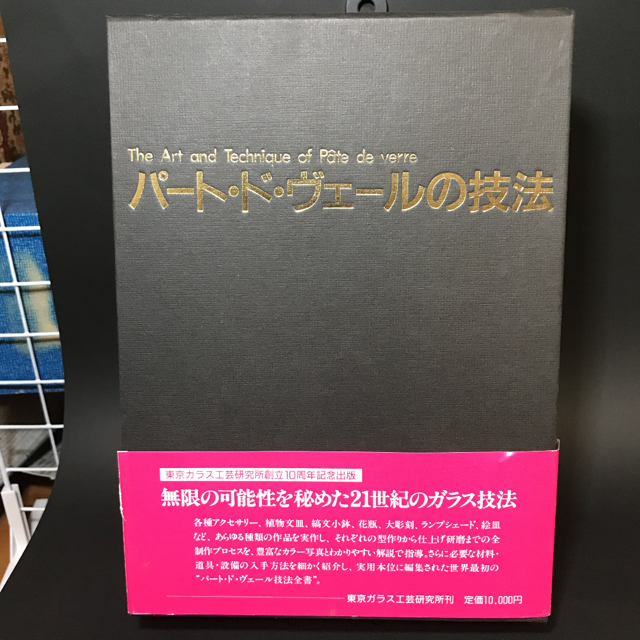 The Art and Technique of Pâte de verre
パート・ド・ヴェールの技法
東京ガラス工芸研究所創立10周年記念出版
無限の可能性を秘めた21世紀のガラス技法
各種アクセサリー、植物文皿、縞文小鉢、花瓶、大彫刻、ランプシェード、絵皿
など、あらゆる種類の作品を実作し、それぞれの型作りから仕上げ研磨までの全
制作プロセスを、豊富なカラー写真とわかりやすい解説で指導。さらに必要な材料・
道具・設備の入手方法を細かく紹介し、実用本位に編集された世界最初の
“パート・ド・ヴェール技法全書”。
東京ガラス工芸研究所刊 定価10,000円